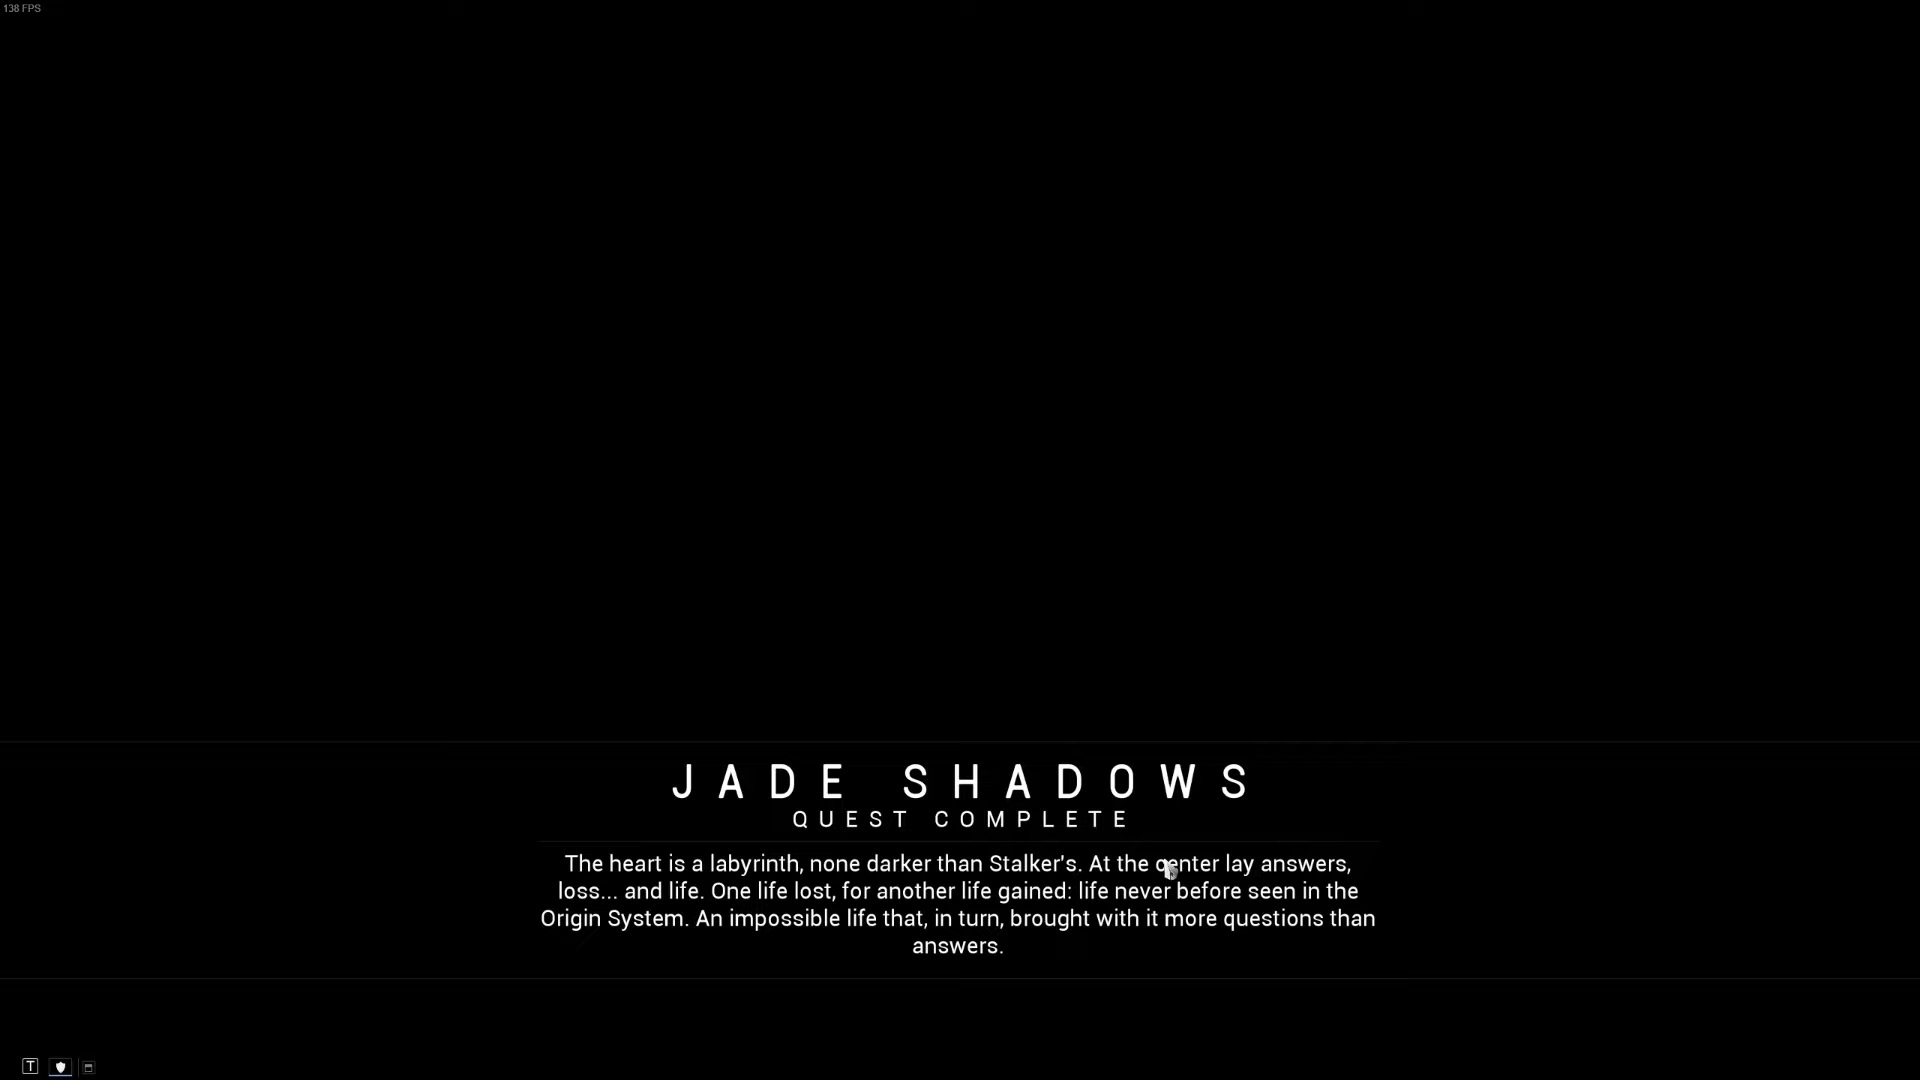 138 FPS
JADE SHADOWS
QUEST COMPLETE
The heart is a labyrinth, none darker than Stalker's. At the center lay answers,
loss... and life. One life lost, for another life gained: life never before seen in the
Origin System. An impossible life that, in turn, brought with it more questions than
answers.
T